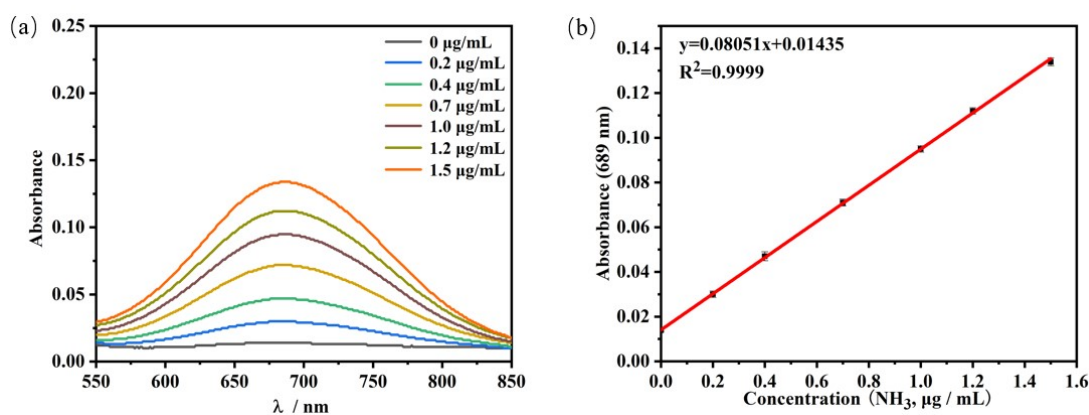 (a)
0.25
0.20
0.15
0.10
0.05
0.00
Absorbance
0 μg/mL
0.2 μg/mL
0.4 μg/mL
0.7 μg/mL
1.0 μg/mL
1.2 μg/mL
1.5 μg/mL
550 600 650 700 750 800 850
λ / nm
(b)
y=0.08051x+0.01435
R²=0.9999
0.14
0.12
0.10
0.08
0.06
0.04
0.02
0.00
Absorbance (689 nm)
0.0 0.2 0.4 0.6 0.8 1.0 1.2 1.4 1.6
Concentration (NH₃, μg / mL)